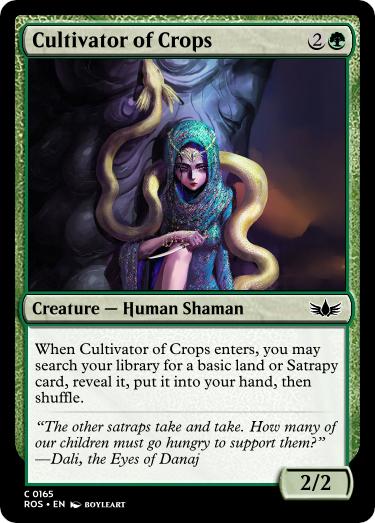 Cultivator of Crops 2
Creature — Human Shaman
When Cultivator of Crops enters, you may
search your library for a basic land or Satrapy
card, reveal it, put it into your hand, then
shuffle.
“The other satraps take and take. How many of
our children must go hungry to support them?”
—Dali, the Eyes of Danaj
2/2
C 0165
ROS • EN BOYLEART